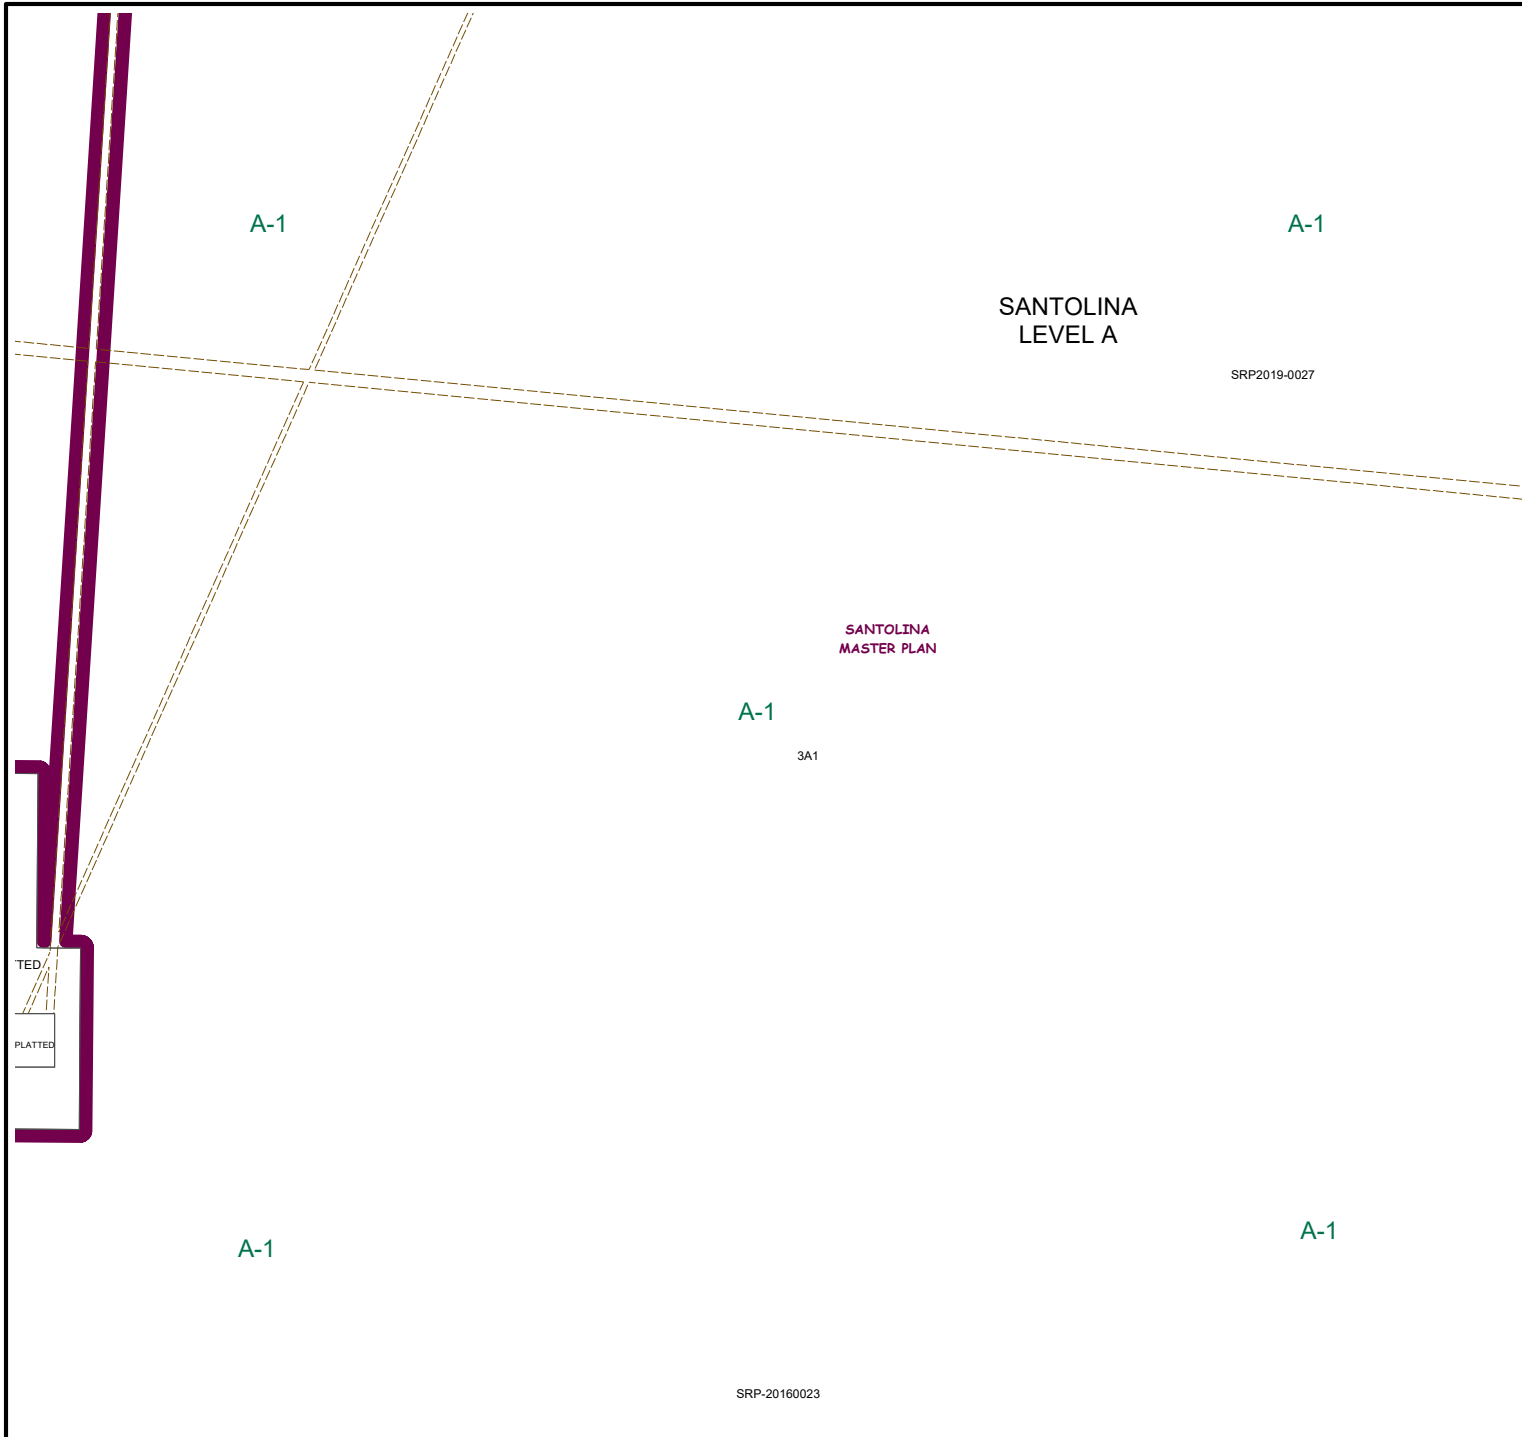 A-1
A-1
SANTOLINA
LEVEL A
SRP2019-0027
SANTOLINA
MASTER PLAN
A-1
3A1
TED
PLATTED
A-1
A-1
SRP-20160023